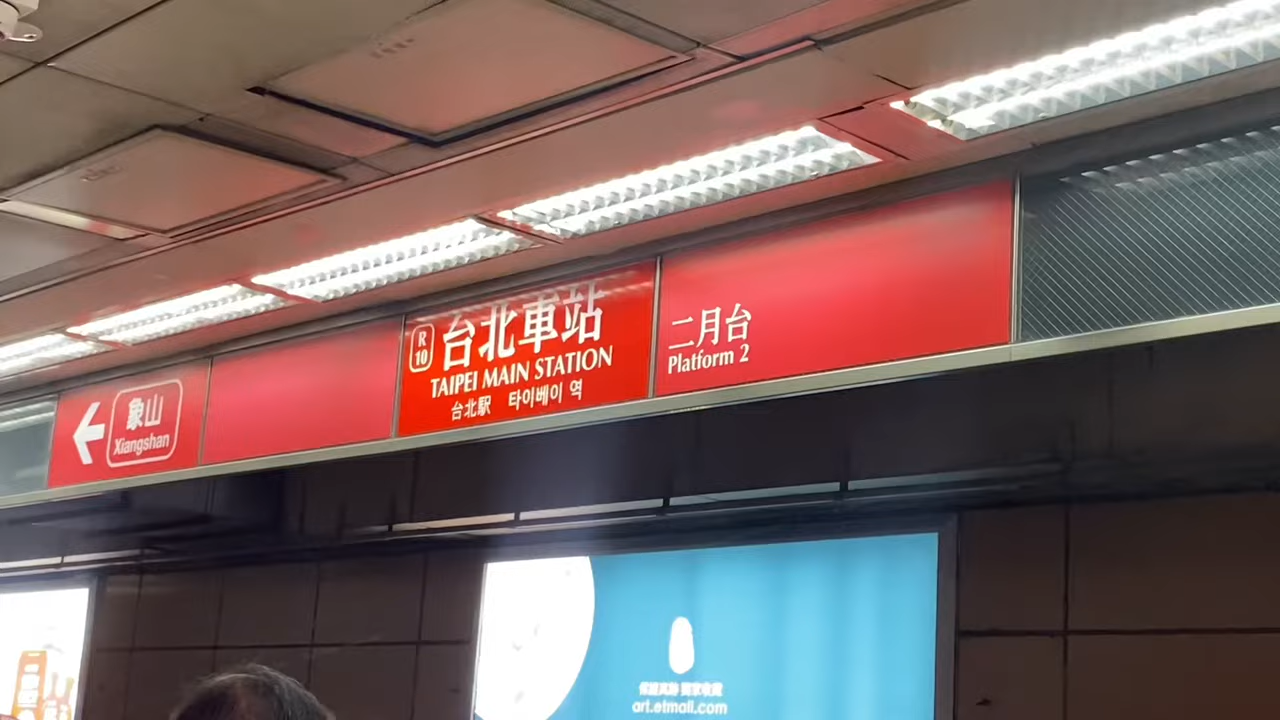 象山
Xiangshan
R
10
台北車站
TAIPEI MAIN STATION
台北駅 타이베이 역
二月台
Platform 2
art.etmall.com